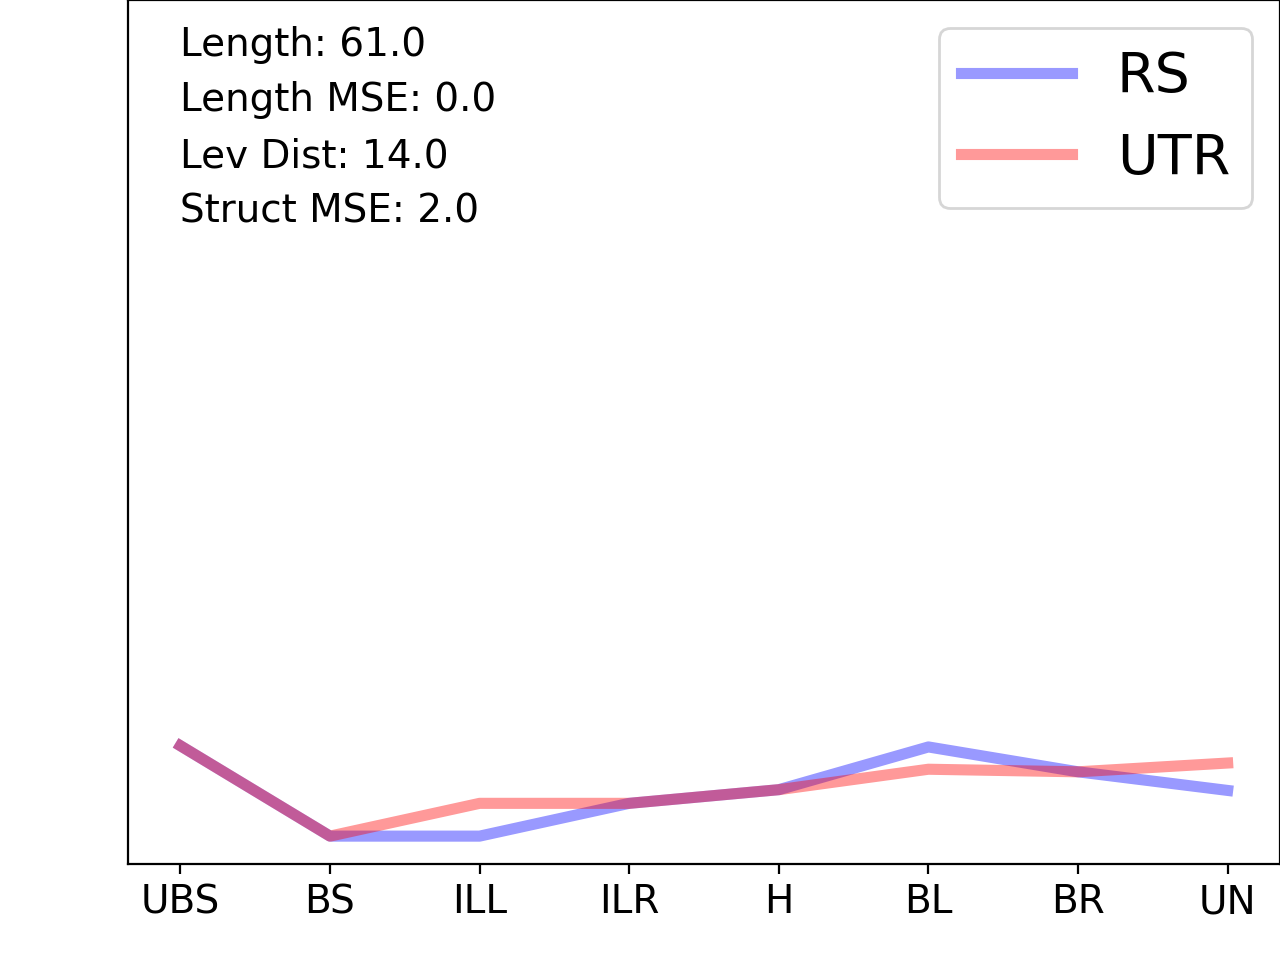 Length: 61.0
Length MSE: 0.0
Lev Dist: 14.0
Struct MSE: 2.0
RS
UTR
UBS
BS
ILL
ILR
H
BL
BR
UN